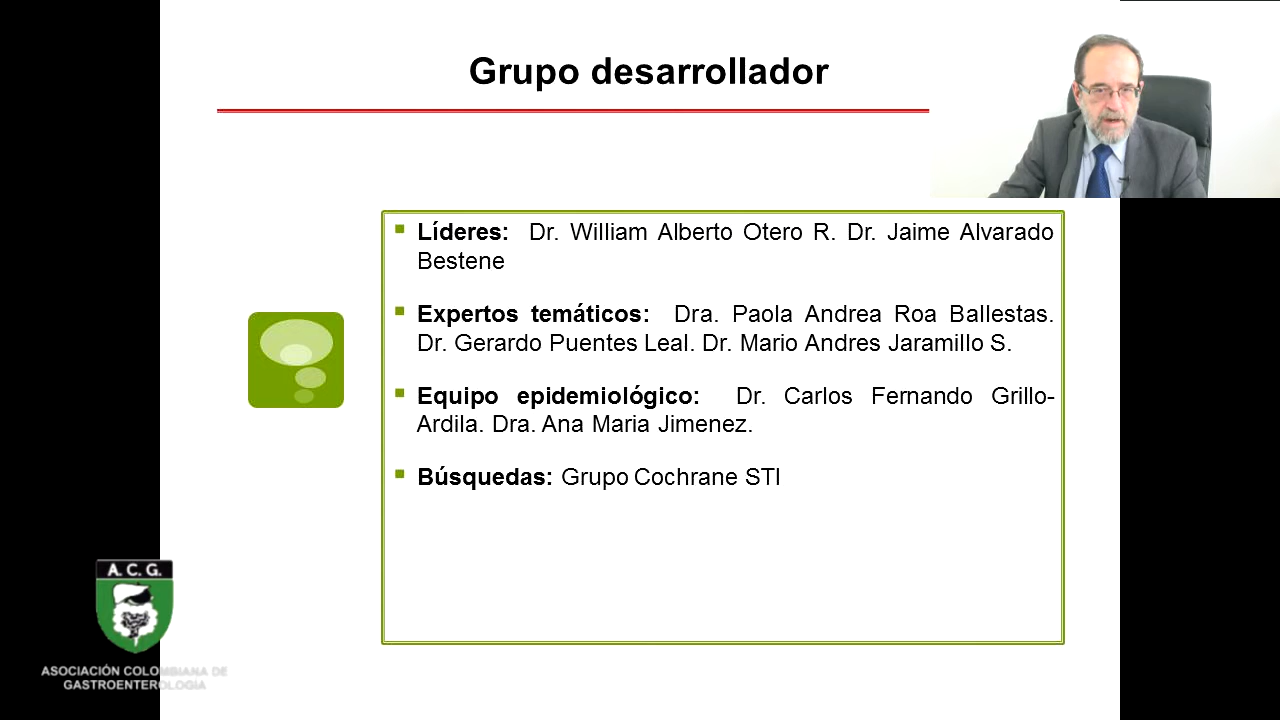 Grupo desarrollador
Líderes: Dr. William Alberto Otero R. Dr. Jaime Alvarado
Bestene
Expertos temáticos: Dra. Paola Andrea Roa Ballestas.
Dr. Gerardo Puentes Leal. Dr. Mario Andres Jaramillo S.
Equipo epidemiológico: Dr. Carlos Fernando Grillo-
Ardila. Dra. Ana Maria Jimenez.
Búsquedas: Grupo Cochrane STI
A. C. G.
ASOCIACIÓN COLOMBIANA DE
GASTROENTEROLOGÍA